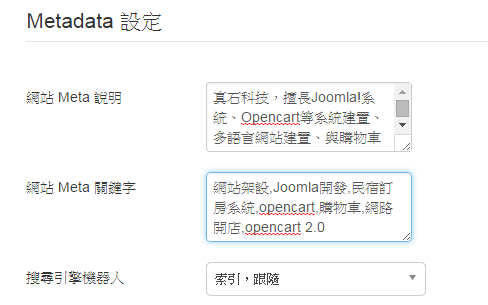 Metadata 設定
網站 Meta 說明
真石科技，擅長Joomla!系
統、Opencart等系統建置、
多語言網站建置、與購物車
網站 Meta 關鍵字
網站架設,Joomla開發,民宿訂
房系統,opencart,購物車,網路
開店,opencart 2.0
搜尋引擎機器人
索引，跟隨